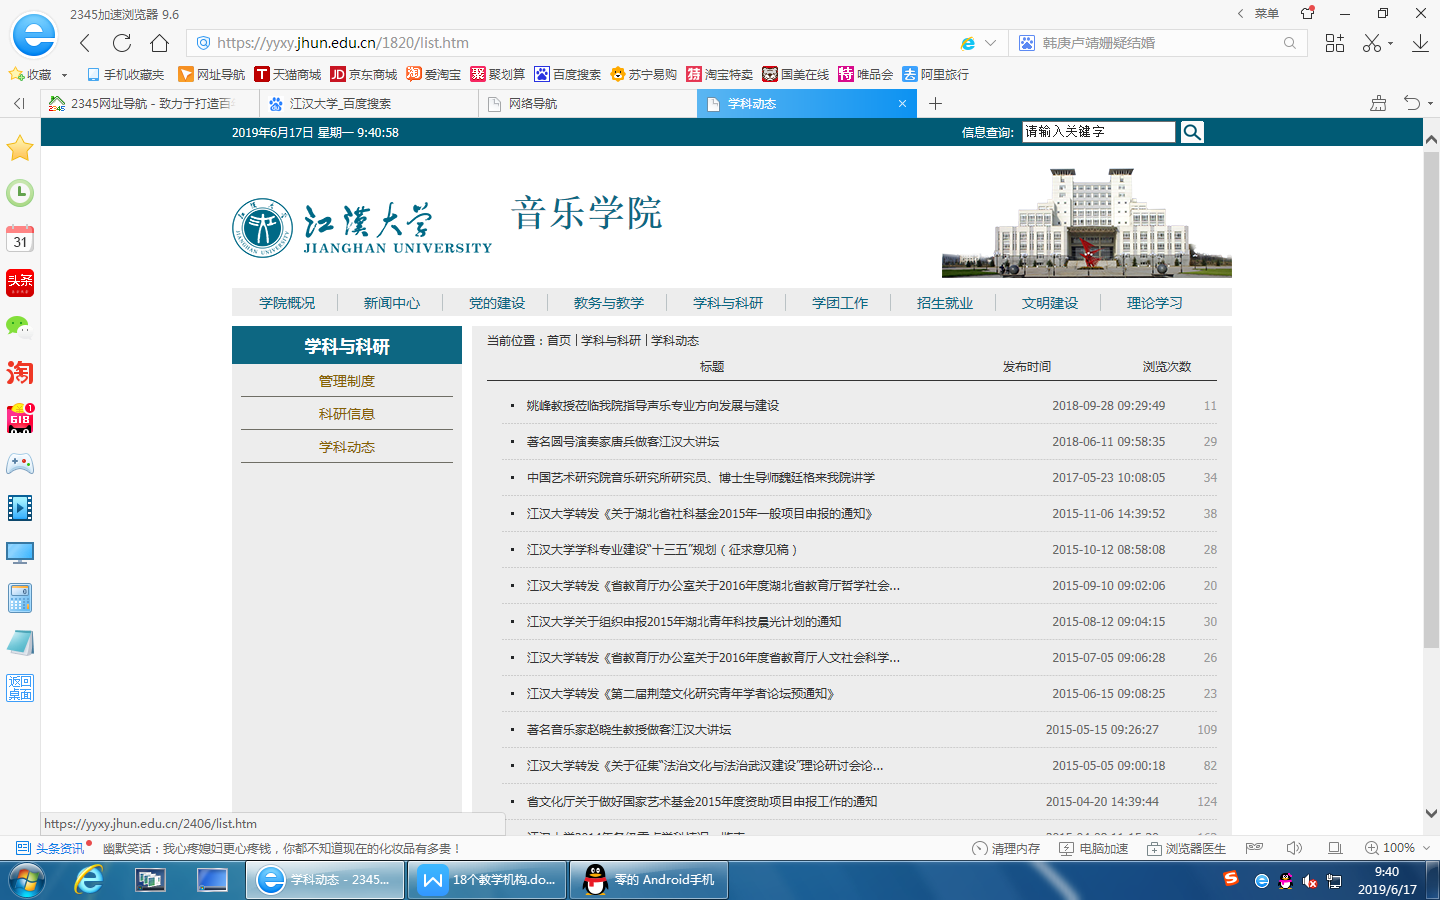 2345加速浏览器 9.6
菜单
https://yyxy.jhun.edu.cn/1820/list.htm
韩庚卢靖姗疑结婚
收藏 手机收藏夹 网址导航 天猫商城 京东商城 爱淘宝 聚划算 百度搜索 苏宁易购 淘宝特卖 国美在线 唯品会 阿里旅行
2345网址导航 - 致力于打造百 江汉大学_百度搜索 网络导航 学科动态
2019年6月17日 星期一 9:40:58
信息查询: 请输入关键字
31
头条
淘
618
返回
桌面
江漢大学
JIANGHAN UNIVERSITY
音乐学院
学院概况 新闻中心 党的建设 教务与教学 学科与科研 学团工作 招生就业 文明建设 理论学习
学科与科研
管理制度
科研信息
学科动态
当前位置：首页 | 学科与科研 | 学科动态
标题 发布时间 浏览次数
姚峰教授莅临我院指导声乐专业方向发展与建设 2018-09-28 09:29:49 11
著名圆号演奏家唐兵做客江汉大讲坛 2018-06-11 09:58:35 29
中国艺术研究院音乐研究所研究员、博士生导师魏廷格来我院讲学 2017-05-23 10:08:05 34
江汉大学转发《关于湖北省社科基金2015年一般项目申报的通知》 2015-11-06 14:39:52 38
江汉大学学科专业建设“十三五”规划（征求意见稿） 2015-10-12 08:58:08 28
江汉大学转发《省教育厅办公室关于2016年度湖北省教育厅哲学社会... 2015-09-10 09:02:06 20
江汉大学关于组织申报2015年湖北青年科技晨光计划的通知 2015-08-12 09:04:15 30
江汉大学转发《省教育厅办公室关于2016年度省教育厅人文社会科学... 2015-07-05 09:06:28 26
江汉大学转发《第二届荆楚文化研究青年学者论坛预通知》 2015-06-15 09:08:25 23
著名音乐家赵晓生教授做客江汉大讲坛 2015-05-15 09:26:27 109
江汉大学转发《关于征集“法治文化与法治武汉建设”理论研讨会论... 2015-05-05 09:00:18 82
省文化厅关于做好国家艺术基金2015年度资助项目申报工作的通知 2015-04-20 14:39:44 124
https://yyxy.jhun.edu.cn/2406/list.htm
头条资讯 幽默笑话：我心疼媳妇更心疼钱，你都不知道现在的化妆品有多贵！
清理内存 电脑加速 浏览器医生 100%
学科动态 - 2345... 18个教学机构.do... 零的 Android手机
9:40
2019/6/17